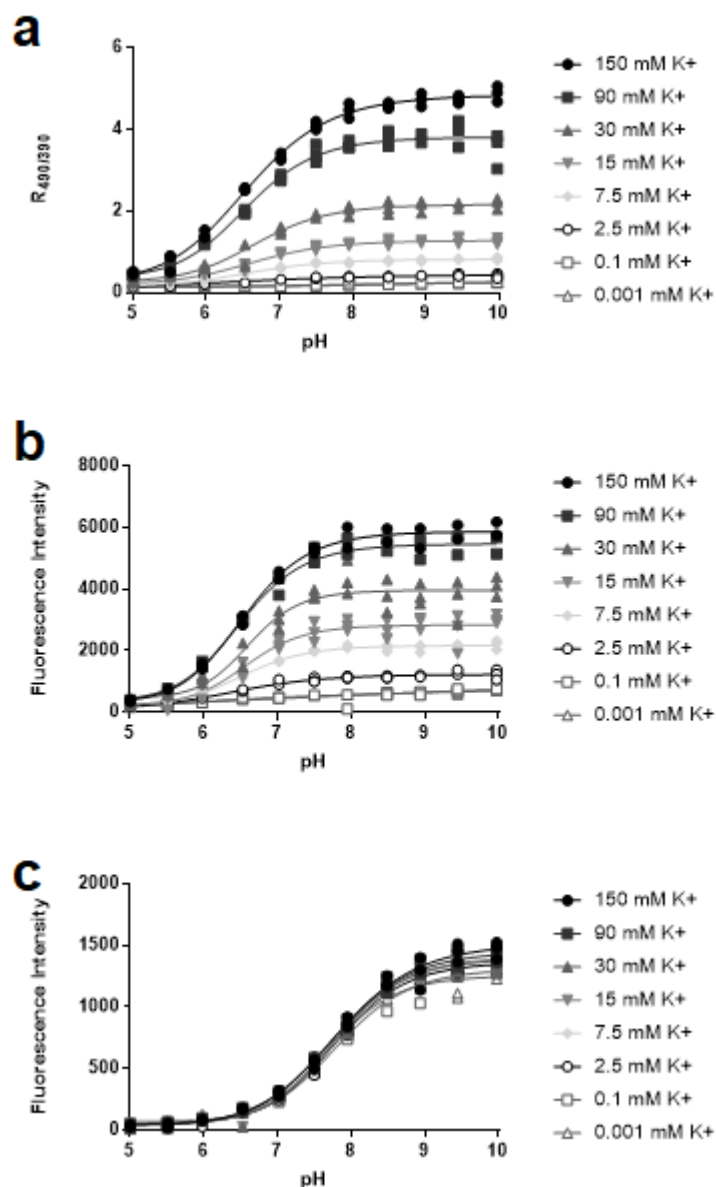 a
6
4
2
0
R490/390
5 6 7 8 9 10
pH
150 mM K+
90 mM K+
30 mM K+
15 mM K+
7.5 mM K+
2.5 mM K+
0.1 mM K+
0.001 mM K+
b
8000
6000
4000
2000
0
Fluorescence Intensity
5 6 7 8 9 10
pH
150 mM K+
90 mM K+
30 mM K+
15 mM K+
7.5 mM K+
2.5 mM K+
0.1 mM K+
0.001 mM K+
c
2000
1500
1000
500
0
Fluorescence Intensity
5 6 7 8 9 10
pH
150 mM K+
90 mM K+
30 mM K+
15 mM K+
7.5 mM K+
2.5 mM K+
0.1 mM K+
0.001 mM K+